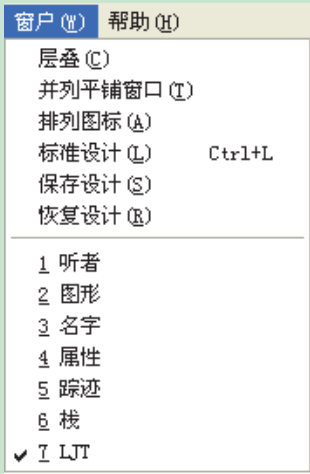 窗户(W) 帮助(H)
层叠(C)
并列平铺窗口(T)
排列图标(A)
标准设计(L) Ctrl+L
保存设计(S)
恢复设计(R)
1 听者
2 图形
3 名字
4 属性
5 踪迹
6 栈
✓ 7 LJT